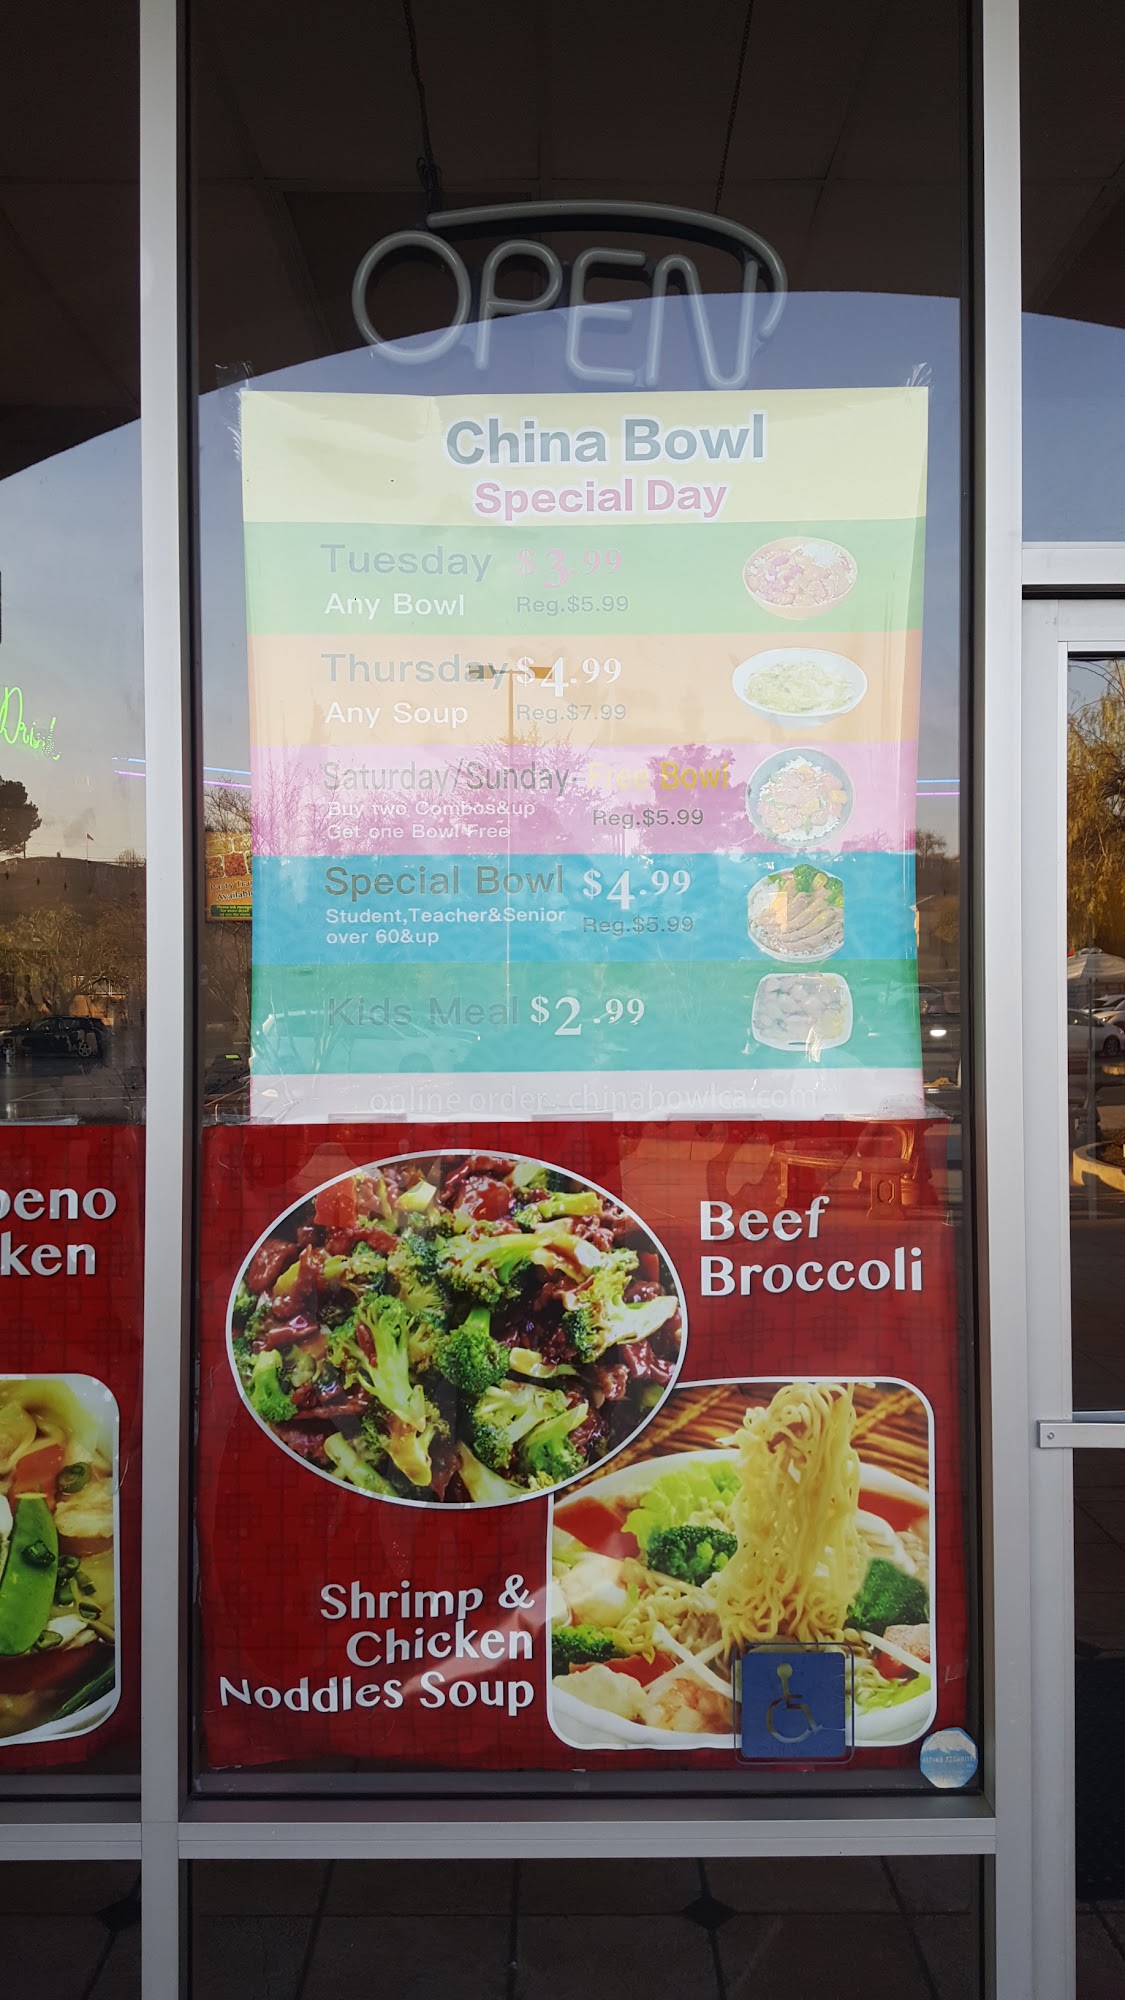 OPEN
China Bowl
Special Day
Tuesday $3.99
Any Bowl Reg.$5.99
Thursday $4.99
Any Soup Reg.$7.99
Saturday/Sunday-Free Bowl
Buy two Combos&up
Get one Bowl Free
Reg.$5.99
Special Bowl $4.99
Student,Teacher&Senior
over 60&up
Reg.$5.99
Kids Meal $2.99
online order: chinabowlca.com
Beef
Broccoli
Shrimp &
Chicken
Noddles Soup
peno
ken